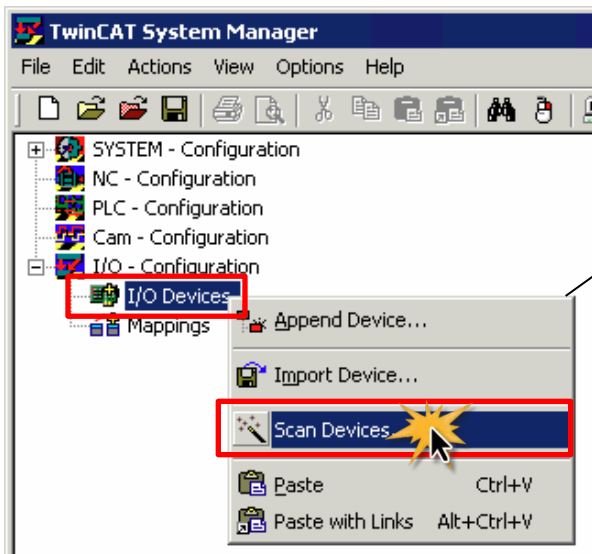 TwinCAT System Manager
File Edit Actions View Options Help
SYSTEM - Configuration
NC - Configuration
PLC - Configuration
Cam - Configuration
I/O - Configuration
I/O Devices
Mappings
Append Device...
Import Device...
Scan Devices...
Paste Ctrl+V
Paste with Links Alt+Ctrl+V